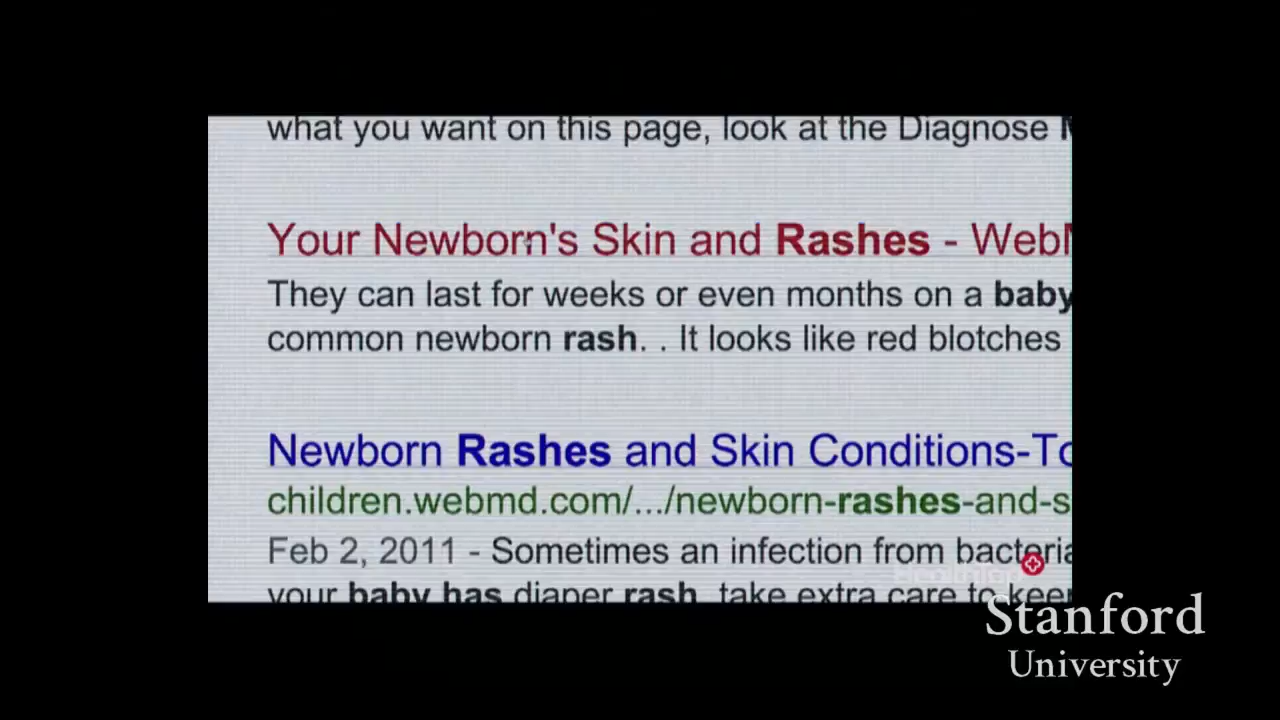 what you want on this page, look at the Diagnose
Your Newborn's Skin and Rashes - WebM
They can last for weeks or even months on a baby
common newborn rash. . It looks like red blotches
Newborn Rashes and Skin Conditions-To
children.webmd.com/.../newborn-rashes-and-s
Feb 2, 2011 - Sometimes an infection from bacteria
your baby has diaper rash, take extra care to keep
HealthTap
Stanford
University